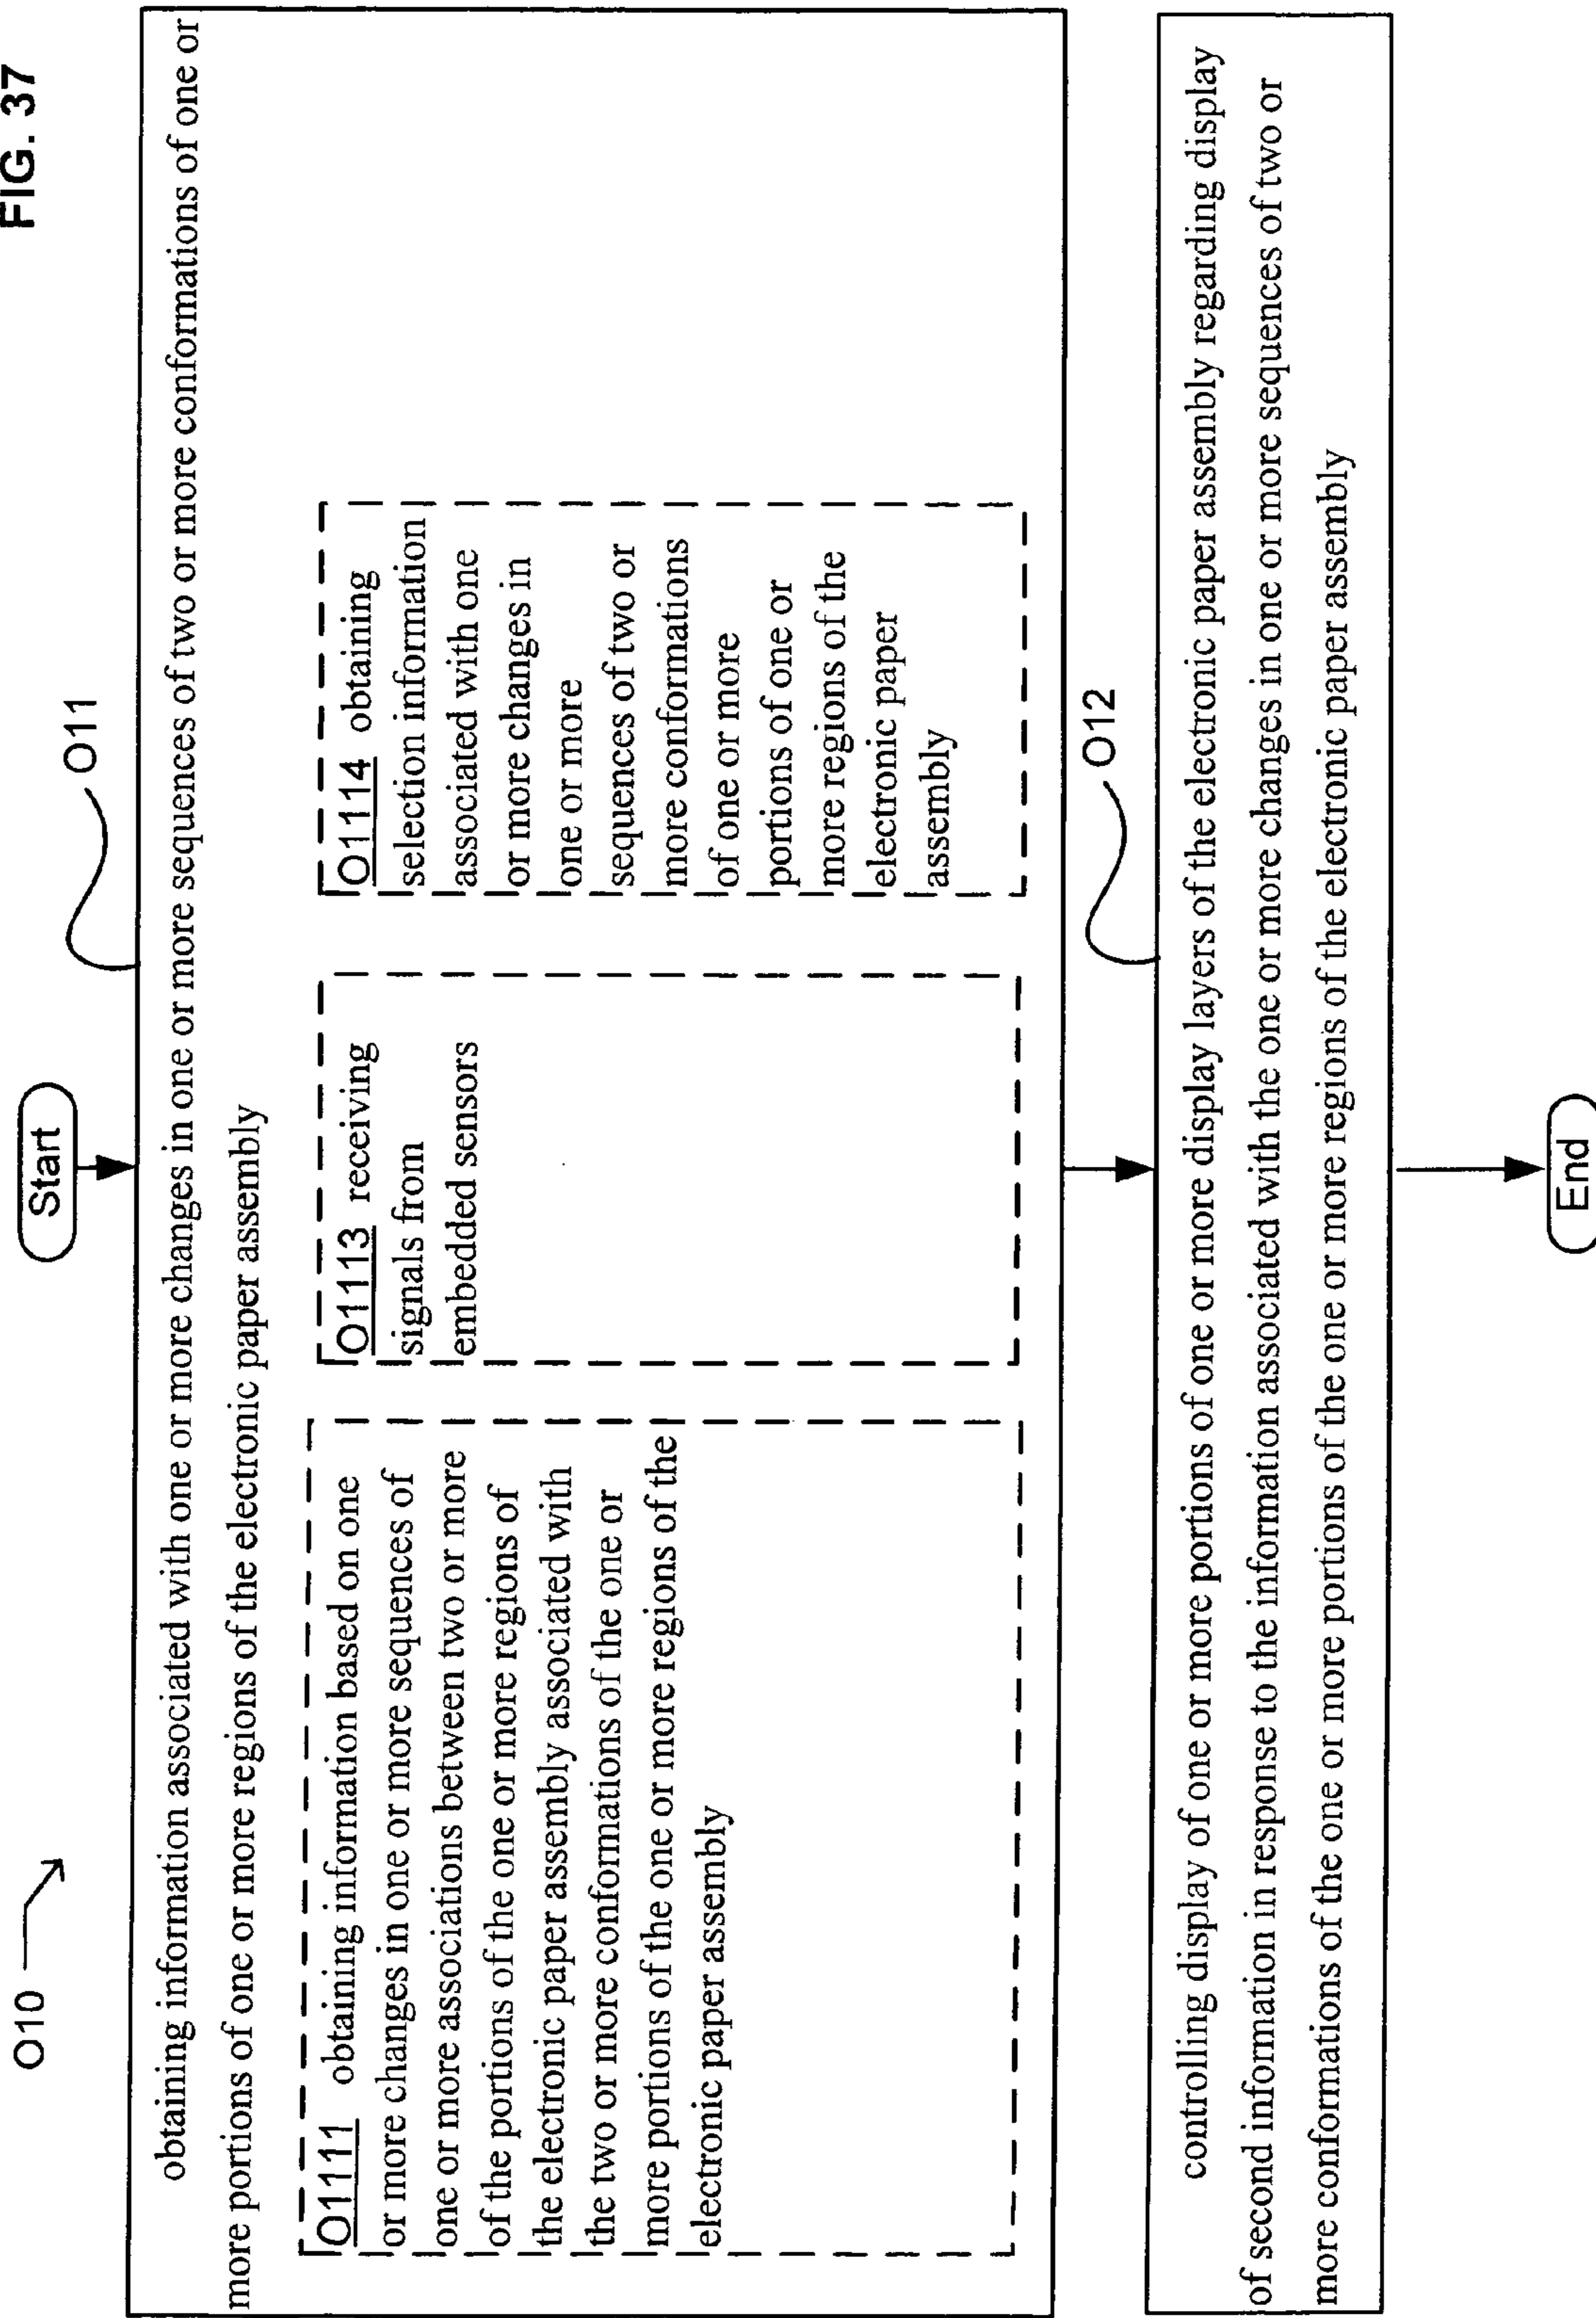 FIG. 37
O10
Start
O11
obtaining information associated with one or more changes in one or more sequences of two or more conformations of one or
more portions of one or more regions of the electronic paper assembly
O1111 obtaining information based on one
or more changes in one or more sequences of
one or more associations between two or more
of the portions of the one or more regions of
the electronic paper assembly associated with
the two or more conformations of the one or
more portions of the one or more regions of the
electronic paper assembly
O1113 receiving
signals from
embedded sensors
O1114 obtaining
selection information
associated with one
or more changes in
one or more
sequences of two or
more conformations
of one or more
portions of one or
more regions of the
electronic paper
assembly
O12
controlling display of one or more portions of one or more display layers of the electronic paper assembly regarding display
of second information in response to the information associated with the one or more changes in one or more sequences of two or
more conformations of the one or more portions of the one or more regions of the electronic paper assembly
End